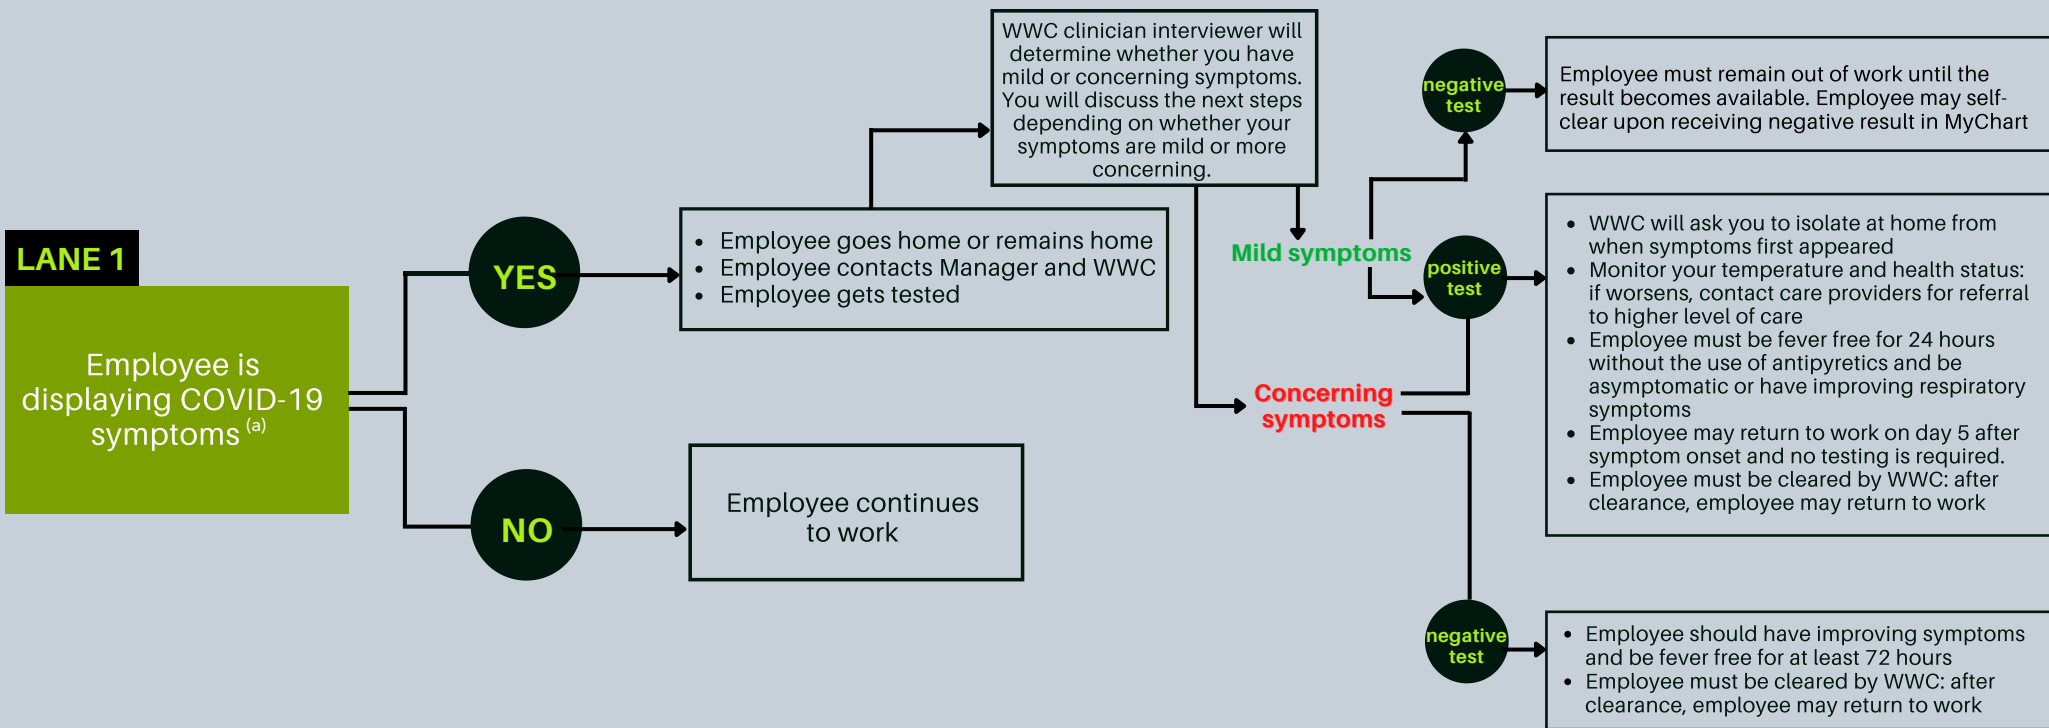 LANE 1
Employee is
displaying COVID-19
symptoms (a)
YES
• Employee goes home or remains home
• Employee contacts Manager and WWC
• Employee gets tested
NO
Employee continues
to work
WWC clinician interviewer will
determine whether you have
mild or concerning symptoms.
You will discuss the next steps
depending on whether your
symptoms are mild or more
concerning.
Mild symptoms
Concerning
symptoms
negative
test
Employee must remain out of work until the
result becomes available. Employee may self-
clear upon receiving negative result in MyChart
positive
test
• WWC will ask you to isolate at home from
when symptoms first appeared
• Monitor your temperature and health status:
if worsens, contact care providers for referral
to higher level of care
• Employee must be fever free for 24 hours
without the use of antipyretics and be
asymptomatic or have improving respiratory
symptoms
• Employee may return to work on day 5 after
symptom onset and no testing is required.
• Employee must be cleared by WWC: after
clearance, employee may return to work
negative
test
• Employee should have improving symptoms
and be fever free for at least 72 hours
• Employee must be cleared by WWC: after
clearance, employee may return to work